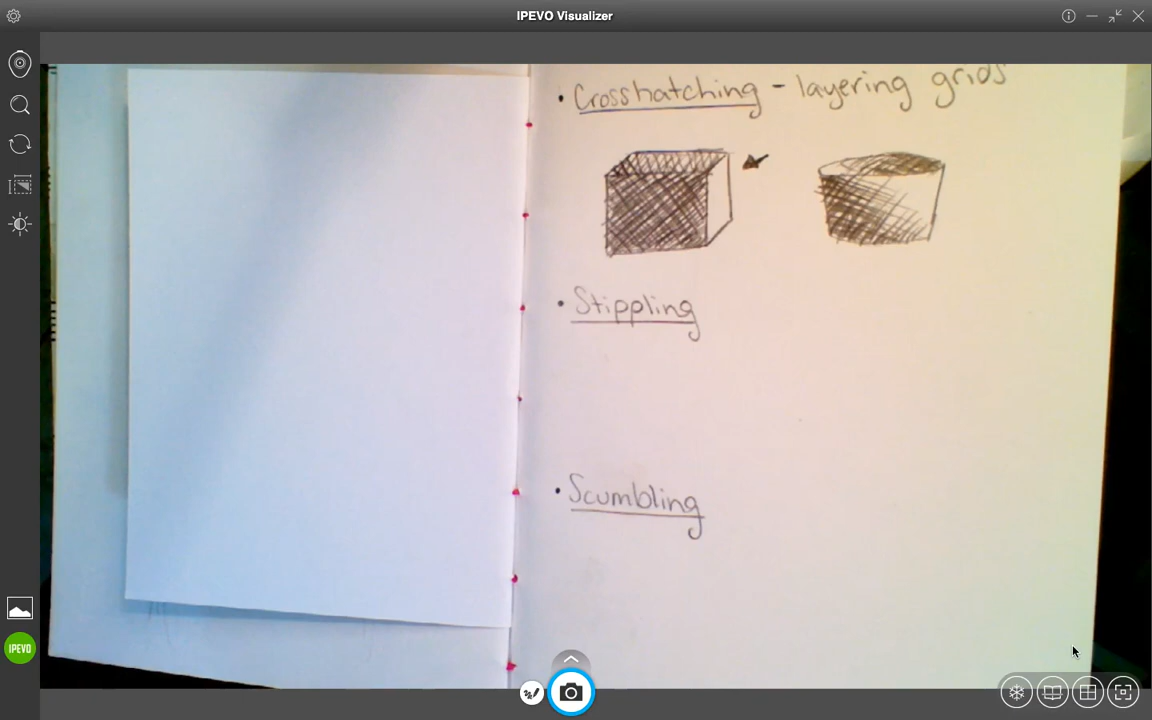 IPEVO Visualizer
• Crosshatching - layering grids
• Stippling
• Scumbling
IPEVO